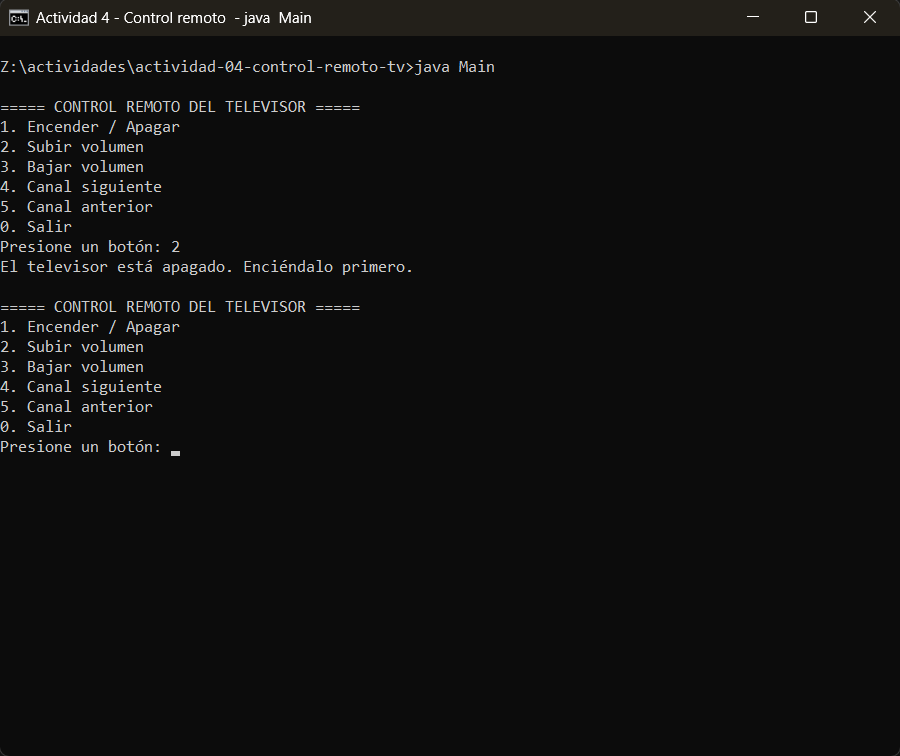 Actividad 4 - Control remoto  - java  Main
Z:\actividades\actividad-04-control-remoto-tv>java Main
===== CONTROL REMOTO DEL TELEVISOR =====
1. Encender / Apagar
2. Subir volumen
3. Bajar volumen
4. Canal siguiente
5. Canal anterior
0. Salir
Presione un botón: 2
El televisor está apagado. Enciéndalo primero.
===== CONTROL REMOTO DEL TELEVISOR =====
1. Encender / Apagar
2. Subir volumen
3. Bajar volumen
4. Canal siguiente
5. Canal anterior
0. Salir
Presione un botón: